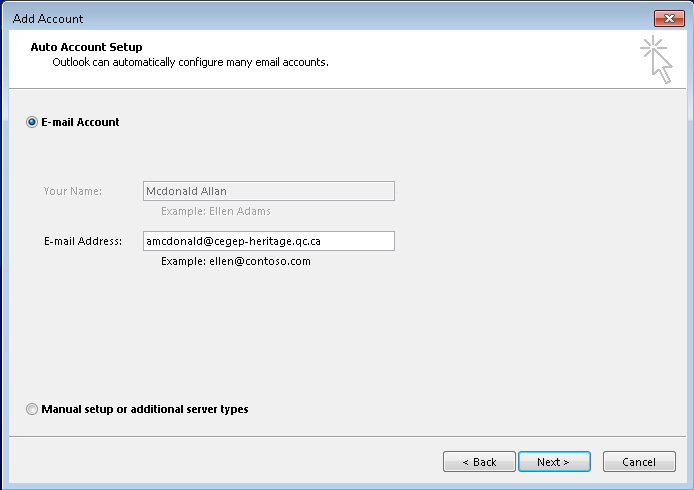 Add Account
Auto Account Setup
Outlook can automatically configure many email accounts.
E-mail Account
Your Name: Mcdonald Allan
Example: Ellen Adams
E-mail Address: amcdonald@cegep-heritage.qc.ca
Example: ellen@contoso.com
Manual setup or additional server types
< Back Next > Cancel